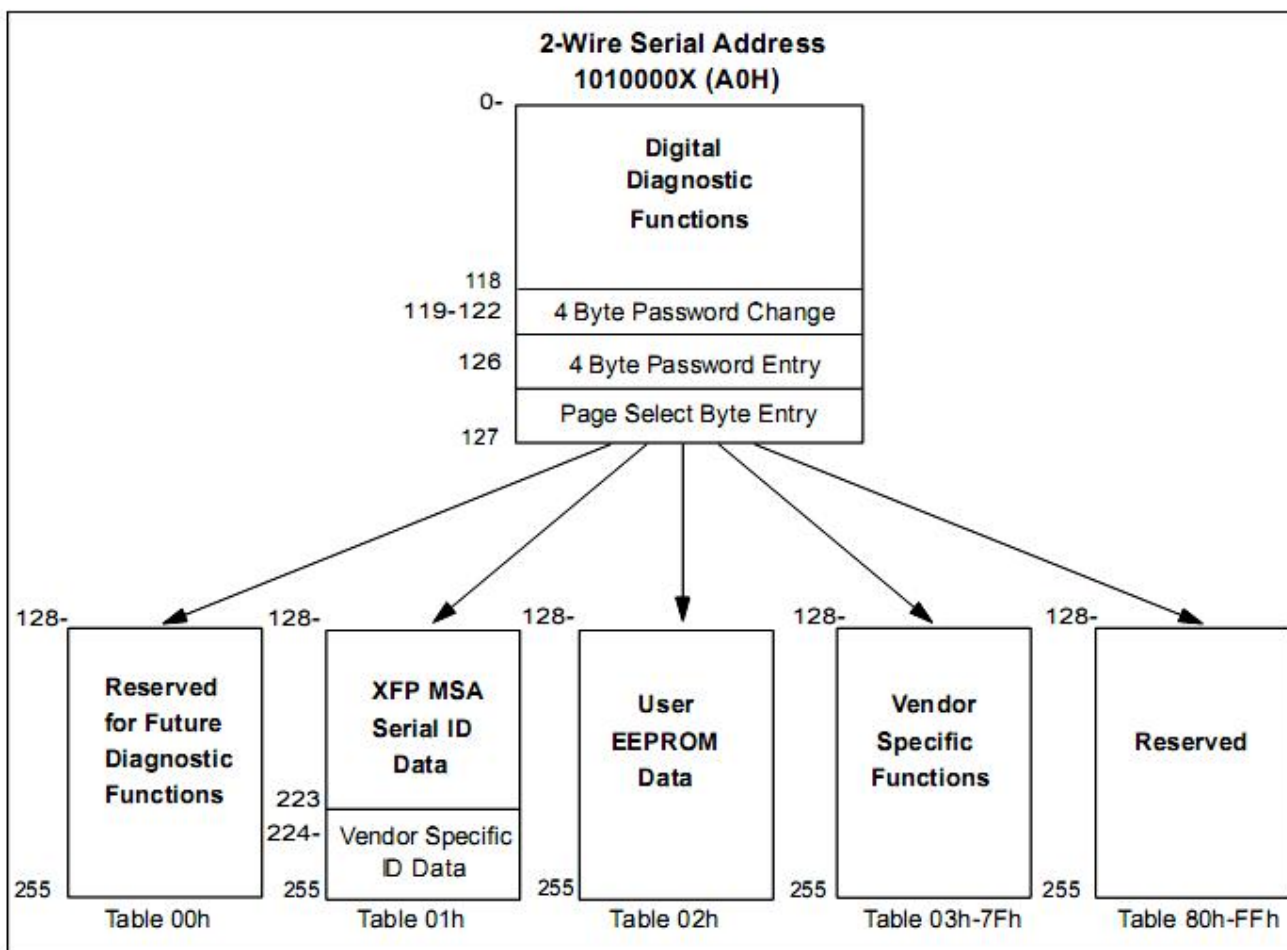 2-Wire Serial Address
1010000X (A0H)
0-
Digital
Diagnostic
Functions
118
119-122
4 Byte Password Change
126
4 Byte Password Entry
Page Select Byte Entry
127
128-
Reserved
for Future
Diagnostic
Functions
255
Table 00h
128-
XFP MSA
Serial ID
Data
223
224-
Vendor Specific
ID Data
255
Table 01h
128-
User
EEPROM
Data
255
Table 02h
128-
Vendor
Specific
Functions
255
Table 03h-7Fh
128-
Reserved
255
Table 80h-FFh